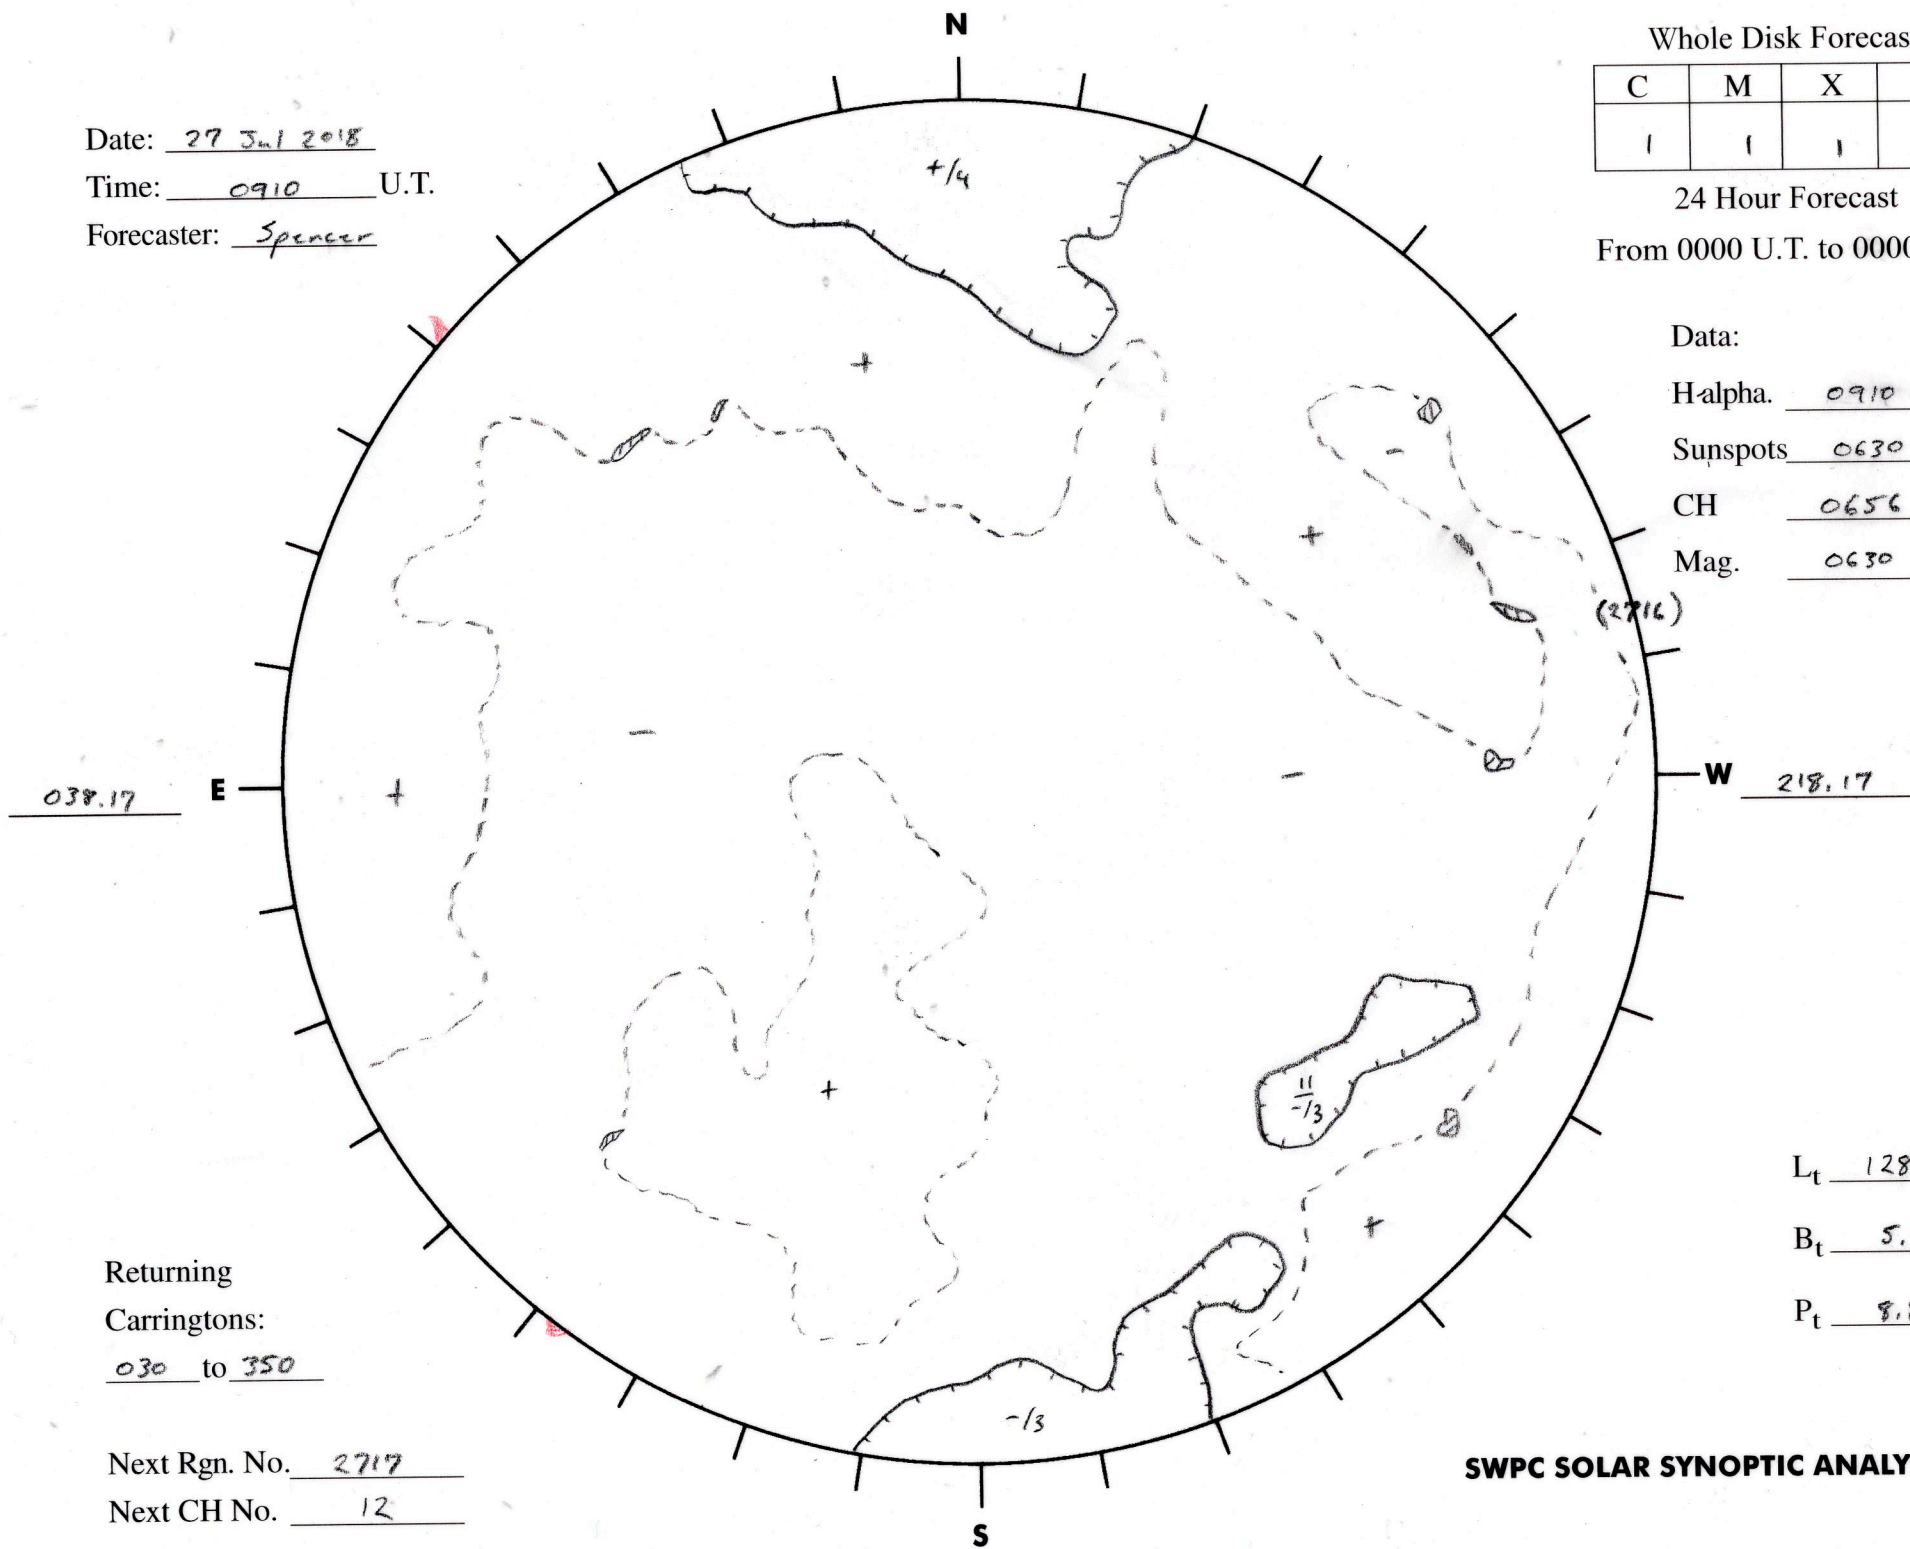 N
Whole Disk Forecas
C M X
1 1 1
24 Hour Forecast
From 0000 U.T. to 0000
Date: 27 Jul 2018
Time: 0910 U.T.
Forecaster: Spencer
Data:
H-alpha. 0910
Sunspots 0630
CH 0656
Mag. 0630
(2716)
+/4
+
-
+
-
-
+
038.17 E
W 218.17
+
11
-/3
+
-/3
Lt 128
Bt 5.
Pt 8.
Returning
Carringtons:
030 to 350
Next Rgn. No. 2717
Next CH No. 12
SWPC SOLAR SYNOPTIC ANALY
S